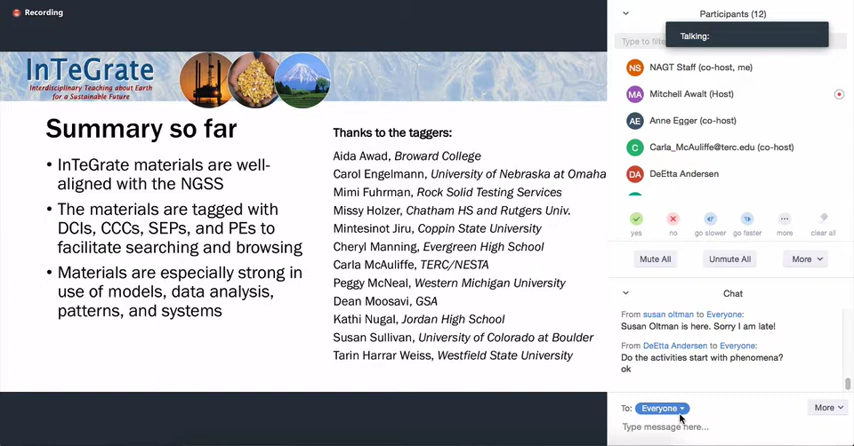 Recording
InTeGrate
Interdisciplinary Teaching about Earth
for a Sustainable Future
Summary so far
• InTeGrate materials are well-
aligned with the NGSS
• The materials are tagged with
DCIs, CCCs, SEPs, and PEs to
facilitate searching and browsing
• Materials are especially strong in
use of models, data analysis,
patterns, and systems
Thanks to the taggers:
Aida Awad, Broward College
Carol Engelmann, University of Nebraska at Omaha
Mimi Fuhrman, Rock Solid Testing Services
Missy Holzer, Chatham HS and Rutgers Univ.
Mintesinot Jiru, Coppin State University
Cheryl Manning, Evergreen High School
Carla McAuliffe, TERC/NESTA
Peggy McNeal, Western Michigan University
Dean Moosavi, GSA
Kathi Nugal, Jordan High School
Susan Sullivan, University of Colorado at Boulder
Tarin Harrar Weiss, Westfield State University
Participants (12)
Talking:
Type to filte
NS NAGT Staff (co-host, me)
MA Mitchell Awalt (Host)
AE Anne Egger (co-host)
C Carla_McAuliffe@terc.edu (co-host)
DA DeEtta Andersen
yes no go slower go faster more clear all
Mute All Unmute All More
Chat
From susan oltman to Everyone:
Susan Oltman is here. Sorry I am late!
From DeEtta Andersen to Everyone:
Do the activities start with phenomena?
ok
To: Everyone More
Type message here...